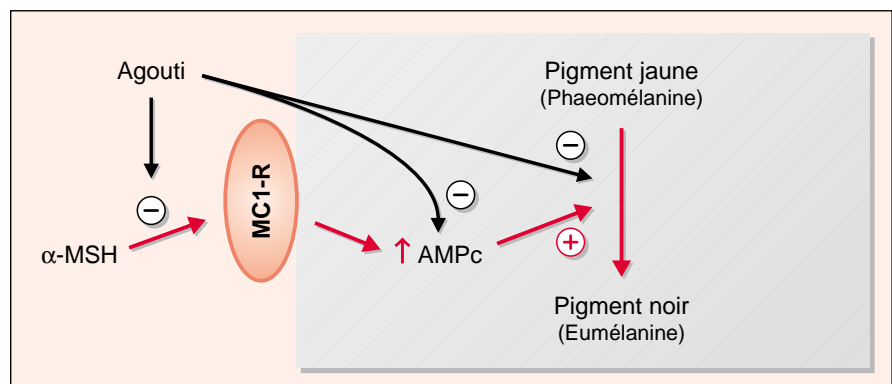 Agouti
Pigment jaune
(Phaeomélanine)
−
−
−
MC1-R
α-MSH
↑ AMPc
+
Pigment noir
(Eumélanine)